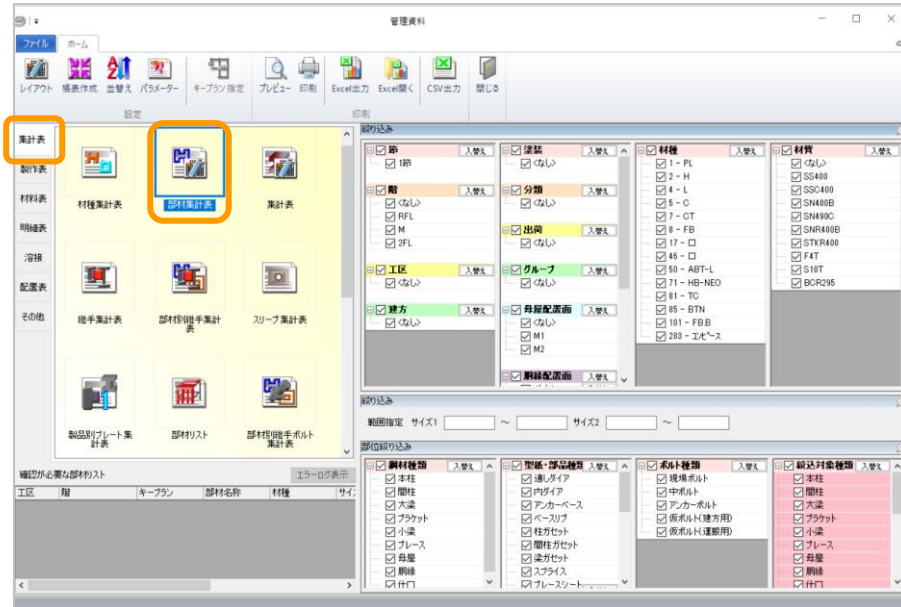 管理資料
ファイル ホーム
レイアウト 帳表作成 並替え パラメーター キープラン指定 プレビュー 印刷 Excel出力 Excel開く CSV出力 閉じる
設定 印刷
集計表
製作表
材料表
明細表
溶接
配置表
その他
材種集計表 部材集計表 集計表
継手集計表 部材別継手集計表 スリーブ集計表
製品別プレート集計表 部材リスト 部材別継手ボルト集計表
確認が必要な部材リスト エラーログ表示
工区 階 キープラン 部材名称 材種 サイ
絞り込み
節 入替え
1節
階 入替え
<なし>
RFL
M
2FL
工区 入替え
<なし>
建方 入替え
<なし>
塗装 入替え
<なし>
分類 入替え
<なし>
出荷 入替え
<なし>
グループ 入替え
<なし>
母屋配置面 入替え
<なし>
M1
M2
胴縁配置面 入替え
材種 入替え
1 - PL
2 - H
4 - L
5 - C
7 - CT
8 - FB
17 - □
46 - □
50 - ABT-L
71 - HB-NEO
81 - TC
85 - BTN
101 - FB.B
283 - エルピース
材質 入替え
<なし>
SS400
SSC400
SN400B
SN490C
SNR400B
STKR400
F4T
S10T
BCR295
絞り込み
範囲指定 サイズ1 ～ サイズ2 ～
部位絞り込み
鋼材種類 入替え
本柱
間柱
大梁
ブラケット
小梁
ブレース
母屋
胴縁
仕口
型紙・部品種類 入替え
通しダイア
内ダイア
アンカーベース
ベースリブ
柱ガセット
間柱ガセット
梁ガセット
スプライス
ブレースシート
ボルト種類 入替え
現場ボルト
中ボルト
アンカーボルト
仮ボルト(建方用)
仮ボルト(運搬用)
絞込対象種類 入替え
本柱
間柱
大梁
ブラケット
小梁
ブレース
母屋
胴縁
仕口